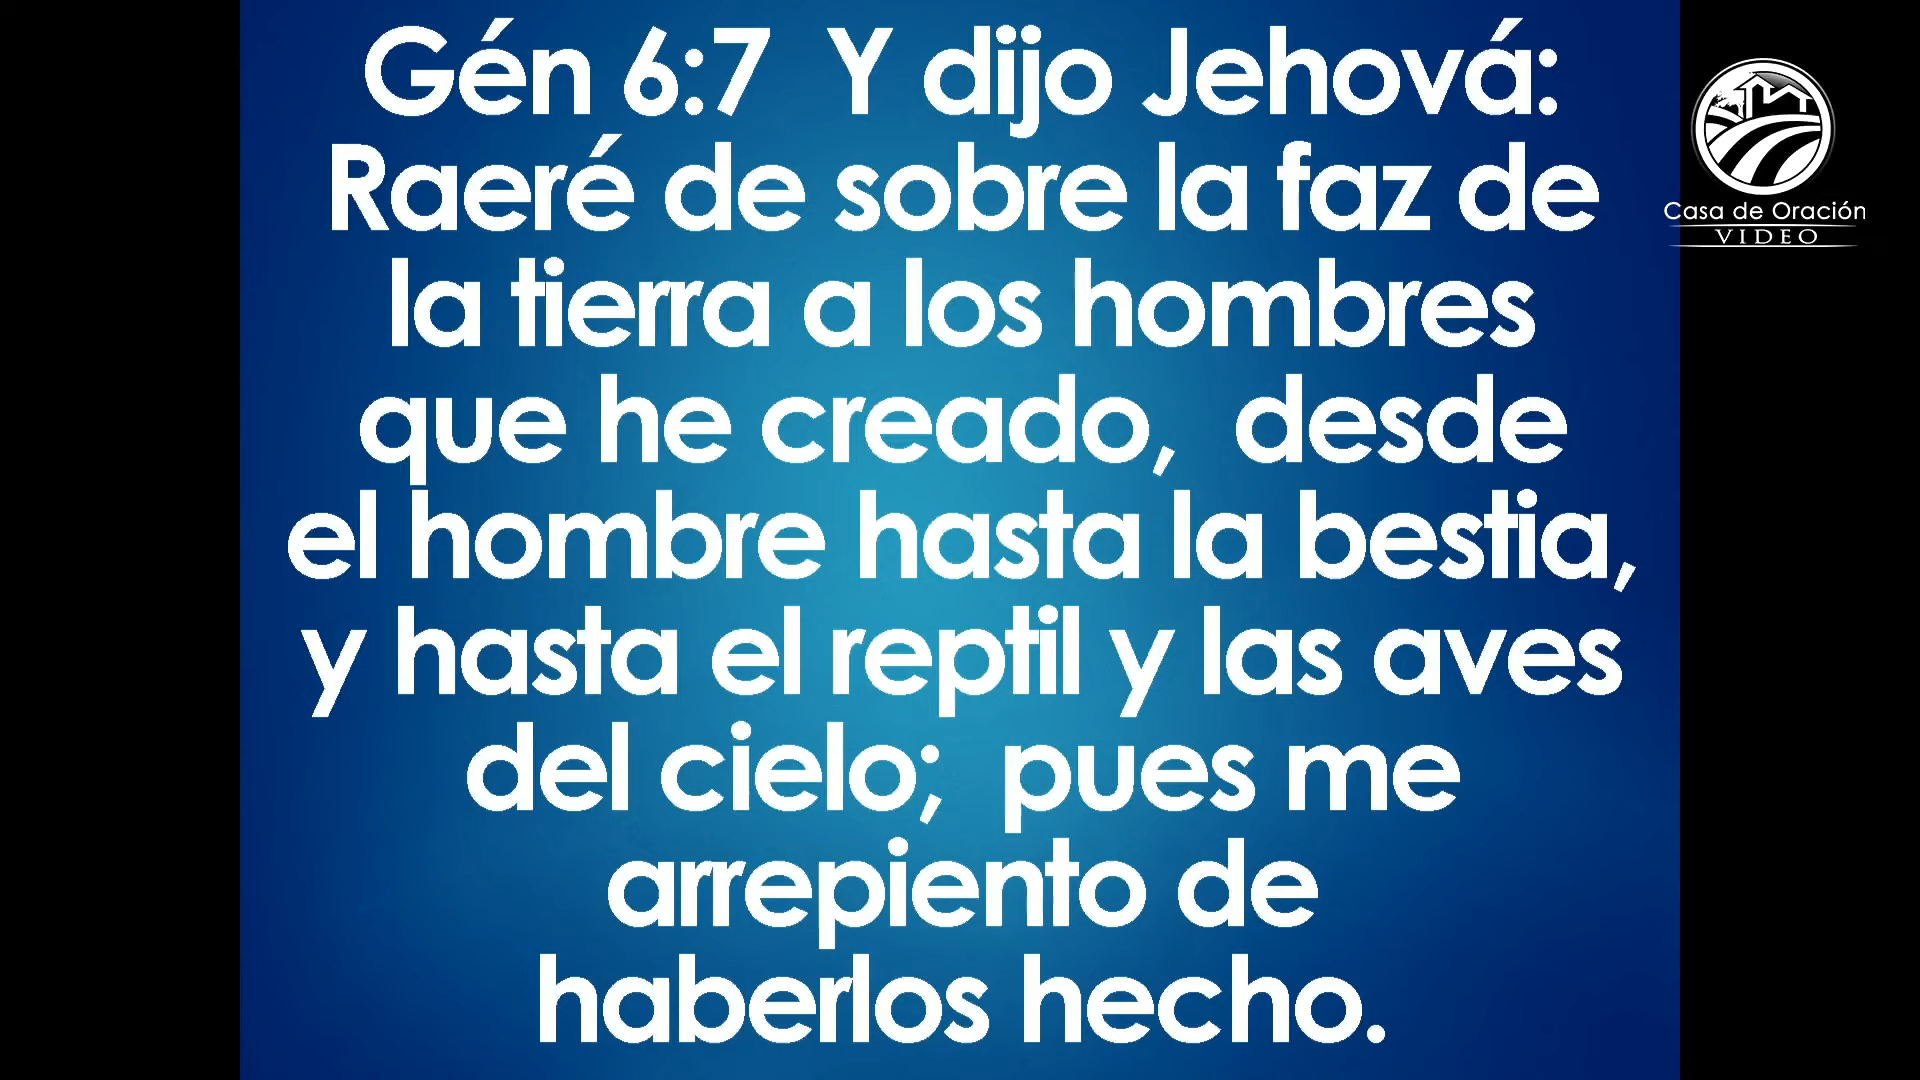 Gén 6:7  Y dijo Jehová:
Raeré de sobre la faz de
la tierra a los hombres
que he creado,  desde
el hombre hasta la bestia,
y hasta el reptil y las aves
del cielo;  pues me
arrepiento de
haberlos hecho.
Casa de Oración
VIDEO